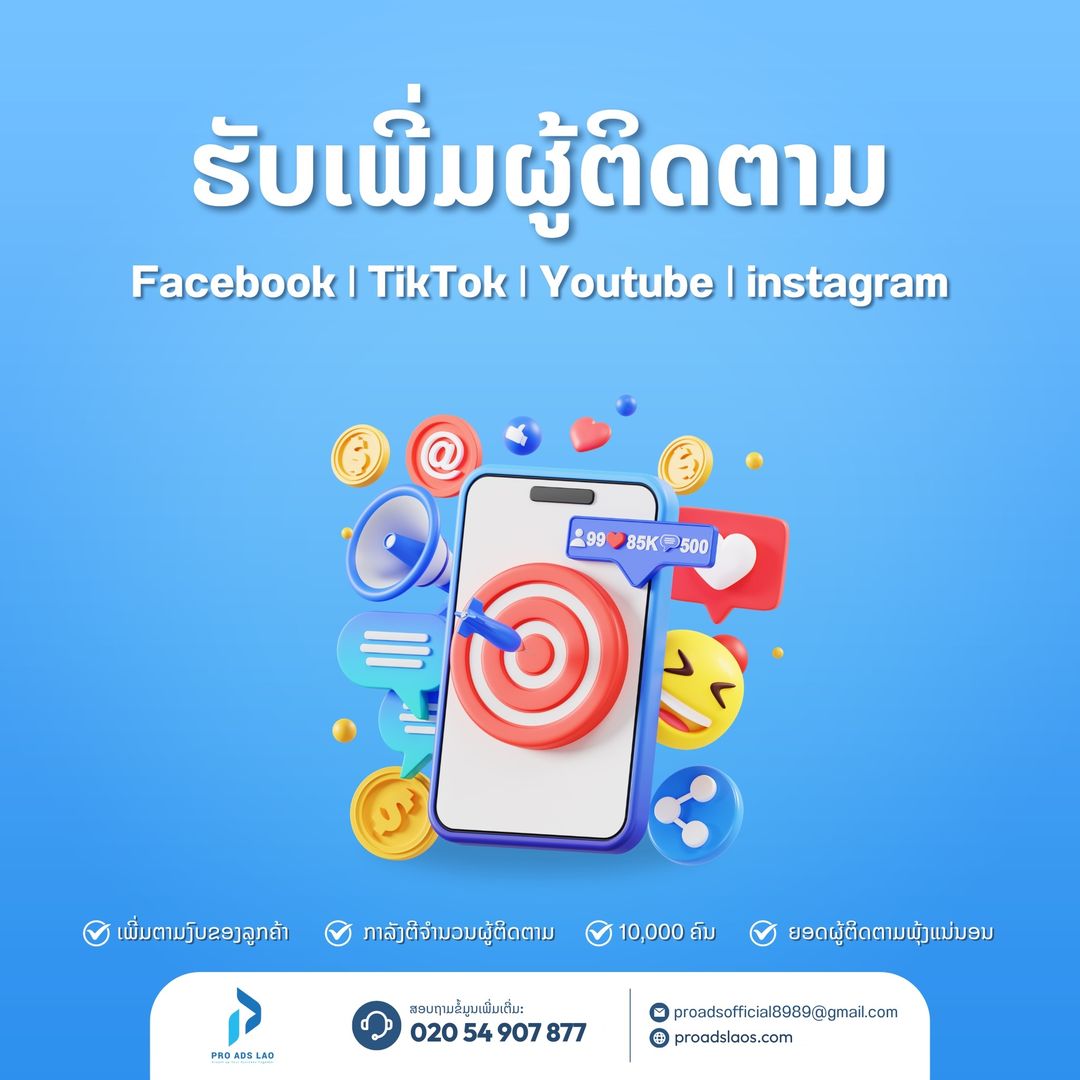 ຮັບເພີ່ມຜູ້ຕິດຕາມ
Facebook | TikTok | Youtube | instagram
99 85K 500
ເພີ່ມຕາມງົບຂອງລູກຄ້າ
ກາລັງຕີຈຳນວນຜູ້ຕິດຕາມ
10,000 ຄົນ
ຍອດຜູ້ຕິດຕາມພຸ້ງແນ່ນອນ
PRO ADS LAO
ສອບຖາມຂໍ້ມູນເພີ່ມເຕີ່ມ:
020 54 907 877
proadsofficial8989@gmail.com
proadslaos.com